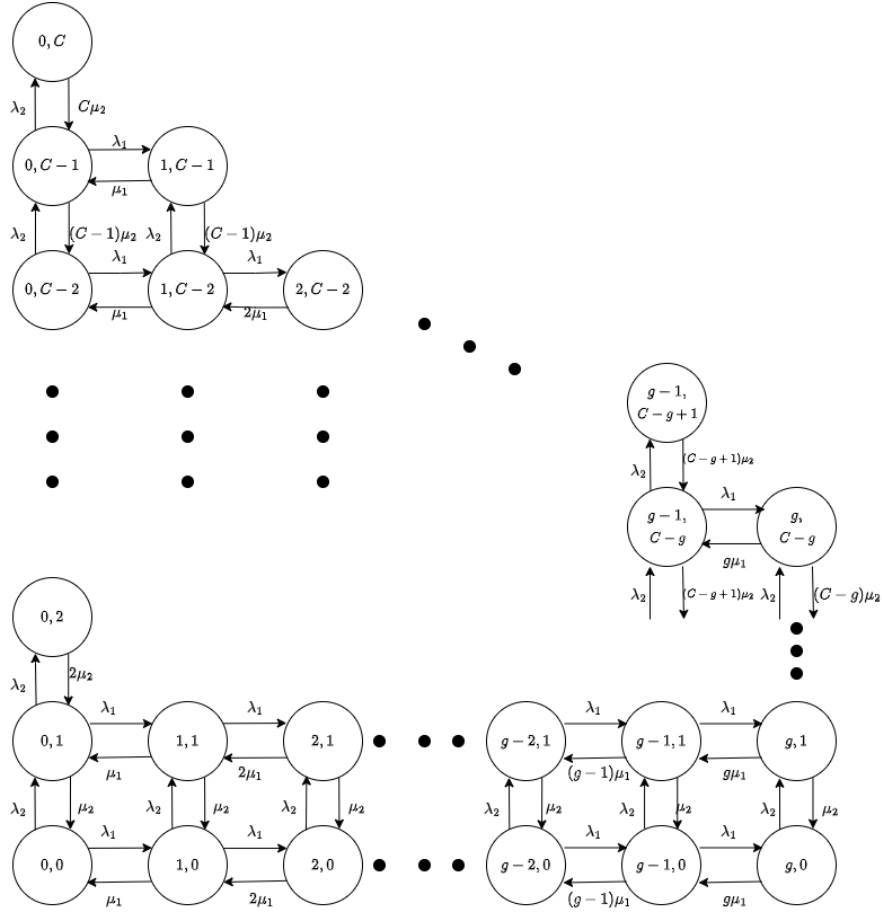 0, C
λ₂ Cμ₂
λ₁
0, C − 1 1, C − 1
μ₁
λ₂ (C − 1)μ₂ λ₂ (C − 1)μ₂
λ₁ λ₁
0, C − 2 1, C − 2 2, C − 2
μ₁ 2μ₁
g − 1,
C − g + 1
λ₂ (C − g + 1)μ₂
λ₁
g − 1, g,
C − g C − g
gμ₁
λ₂ (C − g + 1)μ₂ λ₂ (C − g)μ₂
0, 2
λ₂ 2μ₂
λ₁ λ₁ λ₁ λ₁
0, 1 1, 1 2, 1 g − 2, 1 g − 1, 1 g, 1
μ₁ 2μ₁ (g − 1)μ₁ gμ₁
λ₂ μ₂ λ₂ μ₂ λ₂ μ₂ λ₂ μ₂ λ₂ μ₂ λ₂ μ₂
λ₁ λ₁ λ₁ λ₁
0, 0 1, 0 2, 0 g − 2, 0 g − 1, 0 g, 0
μ₁ 2μ₁ (g − 1)μ₁ gμ₁